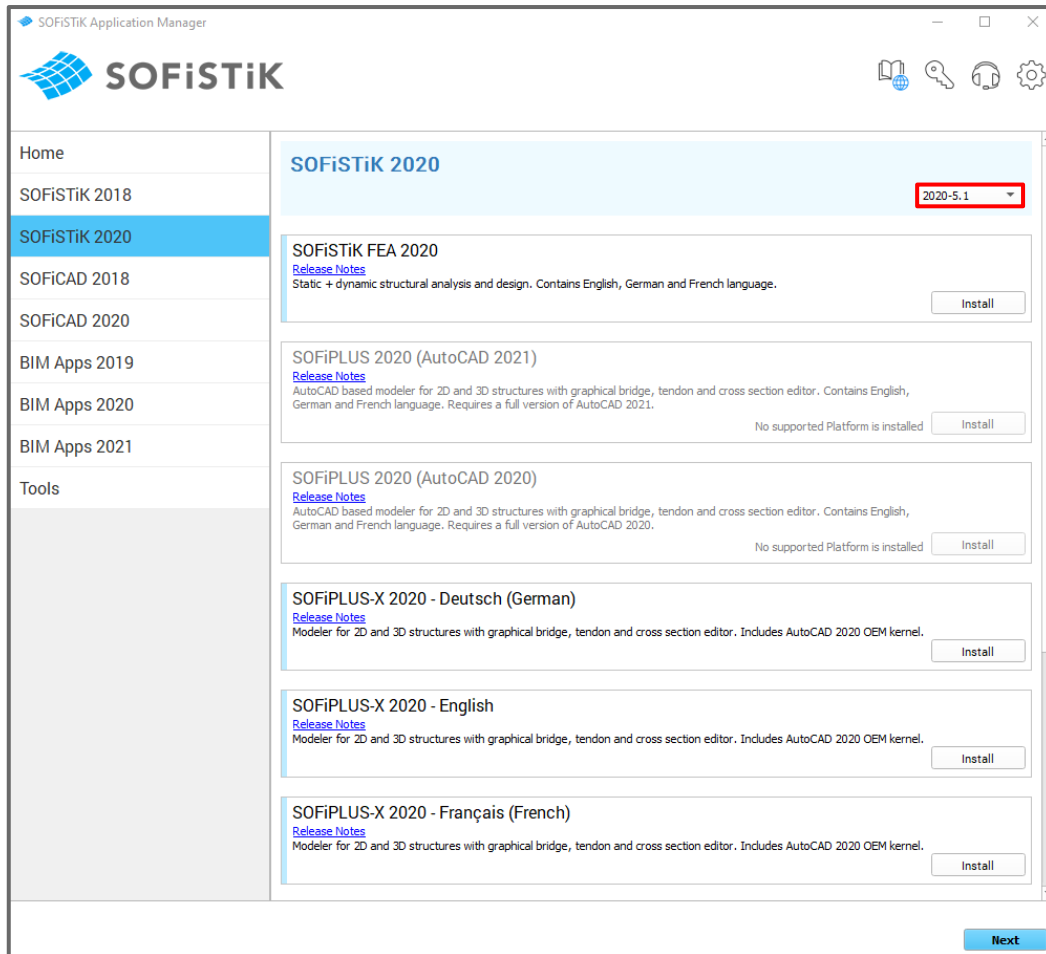 SOFiSTiK Application Manager
SOFiSTiK
Home
SOFiSTiK 2018
SOFiSTiK 2020
SOFiCAD 2018
SOFiCAD 2020
BIM Apps 2019
BIM Apps 2020
BIM Apps 2021
Tools
SOFiSTiK 2020
2020-5.1
SOFiSTiK FEA 2020
Release Notes
Static + dynamic structural analysis and design. Contains English, German and French language.
Install
SOFiPLUS 2020 (AutoCAD 2021)
Release Notes
AutoCAD based modeler for 2D and 3D structures with graphical bridge, tendon and cross section editor. Contains English,
German and French language. Requires a full version of AutoCAD 2021.
No supported Platform is installed Install
SOFiPLUS 2020 (AutoCAD 2020)
Release Notes
AutoCAD based modeler for 2D and 3D structures with graphical bridge, tendon and cross section editor. Contains English,
German and French language. Requires a full version of AutoCAD 2020.
No supported Platform is installed Install
SOFiPLUS-X 2020 - Deutsch (German)
Release Notes
Modeler for 2D and 3D structures with graphical bridge, tendon and cross section editor. Includes AutoCAD 2020 OEM kernel.
Install
SOFiPLUS-X 2020 - English
Release Notes
Modeler for 2D and 3D structures with graphical bridge, tendon and cross section editor. Includes AutoCAD 2020 OEM kernel.
Install
SOFiPLUS-X 2020 - Français (French)
Release Notes
Modeler for 2D and 3D structures with graphical bridge, tendon and cross section editor. Includes AutoCAD 2020 OEM kernel.
Install
Next